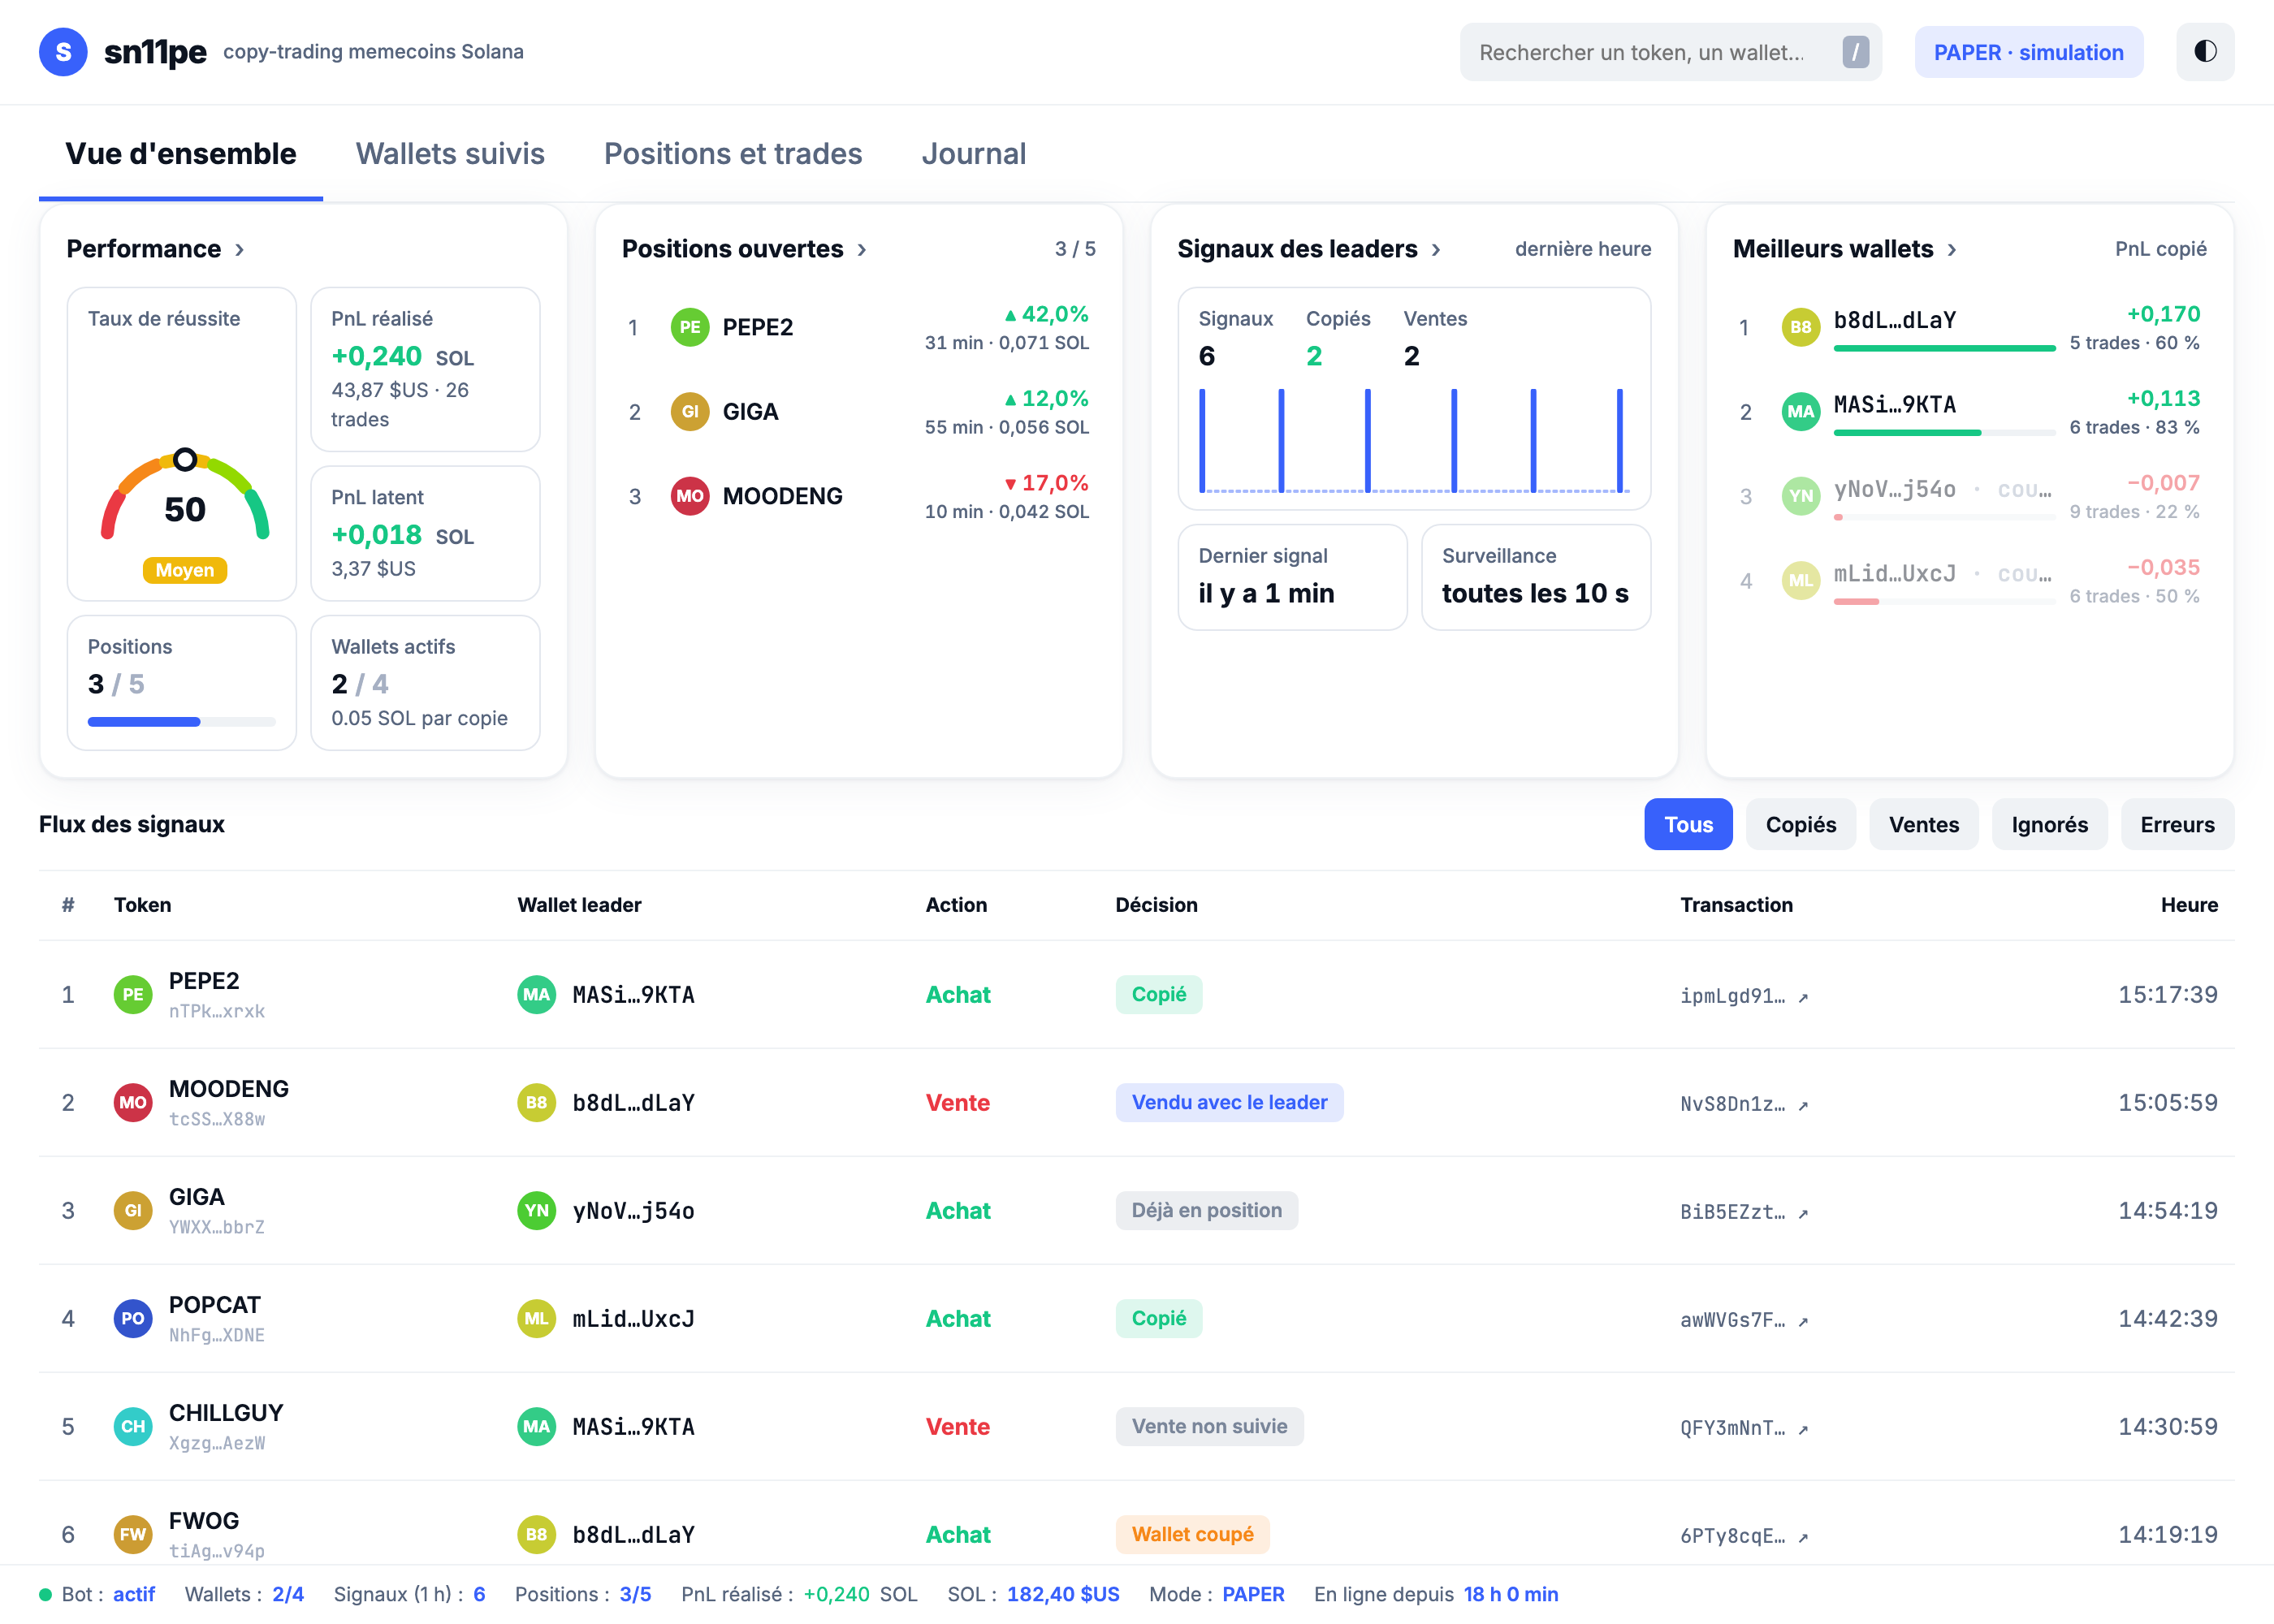 S sn11pe copy-trading memecoins Solana
Rechercher un token, un wallet... /
PAPER · simulation
Vue d'ensemble
Wallets suivis
Positions et trades
Journal
Performance ›
Taux de réussite
50
Moyen
PnL réalisé
+0,240 SOL
43,87 $US · 26
trades
PnL latent
+0,018 SOL
3,37 $US
Positions
3 / 5
Wallets actifs
2 / 4
0.05 SOL par copie
Positions ouvertes › 3 / 5
1 PE PEPE2 ▲ 42,0%
31 min · 0,071 SOL
2 GI GIGA ▲ 12,0%
55 min · 0,056 SOL
3 MO MOODENG ▼ 17,0%
10 min · 0,042 SOL
Signaux des leaders › dernière heure
Signaux Copiés Ventes
6 2 2
Dernier signal
il y a 1 min
Surveillance
toutes les 10 s
Meilleurs wallets › PnL copié
1 B8 b8dL…dLaY +0,170
5 trades · 60 %
2 MA MASi…9KTA +0,113
6 trades · 83 %
3 YN yNoV…j54o · cou… −0,007
9 trades · 22 %
4 ML mLid…UxcJ · cou… −0,035
6 trades · 50 %
Flux des signaux
Tous Copiés Ventes Ignorés Erreurs
# Token Wallet leader Action Décision Transaction Heure
1 PE PEPE2 MA MASi…9KTA Achat Copié ipmLgd91… ↗ 15:17:39
nTPk…xrxk
2 MO MOODENG B8 b8dL…dLaY Vente Vendu avec le leader NvS8Dn1z… ↗ 15:05:59
tcSS…X88w
3 GI GIGA YN yNoV…j54o Achat Déjà en position BiB5EZzt… ↗ 14:54:19
YWXX…bbrZ
4 PO POPCAT ML mLid…UxcJ Achat Copié awWVGs7F… ↗ 14:42:39
NhFg…XDNE
5 CH CHILLGUY MA MASi…9KTA Vente Vente non suivie QFY3mNnT… ↗ 14:30:59
Xgzg…AezW
6 FW FWOG B8 b8dL…dLaY Achat Wallet coupé 6PTy8cqE… ↗ 14:19:19
tiAg…v94p
Bot : actif Wallets : 2/4 Signaux (1 h) : 6 Positions : 3/5 PnL réalisé : +0,240 SOL SOL : 182,40 $US Mode : PAPER En ligne depuis 18 h 0 min